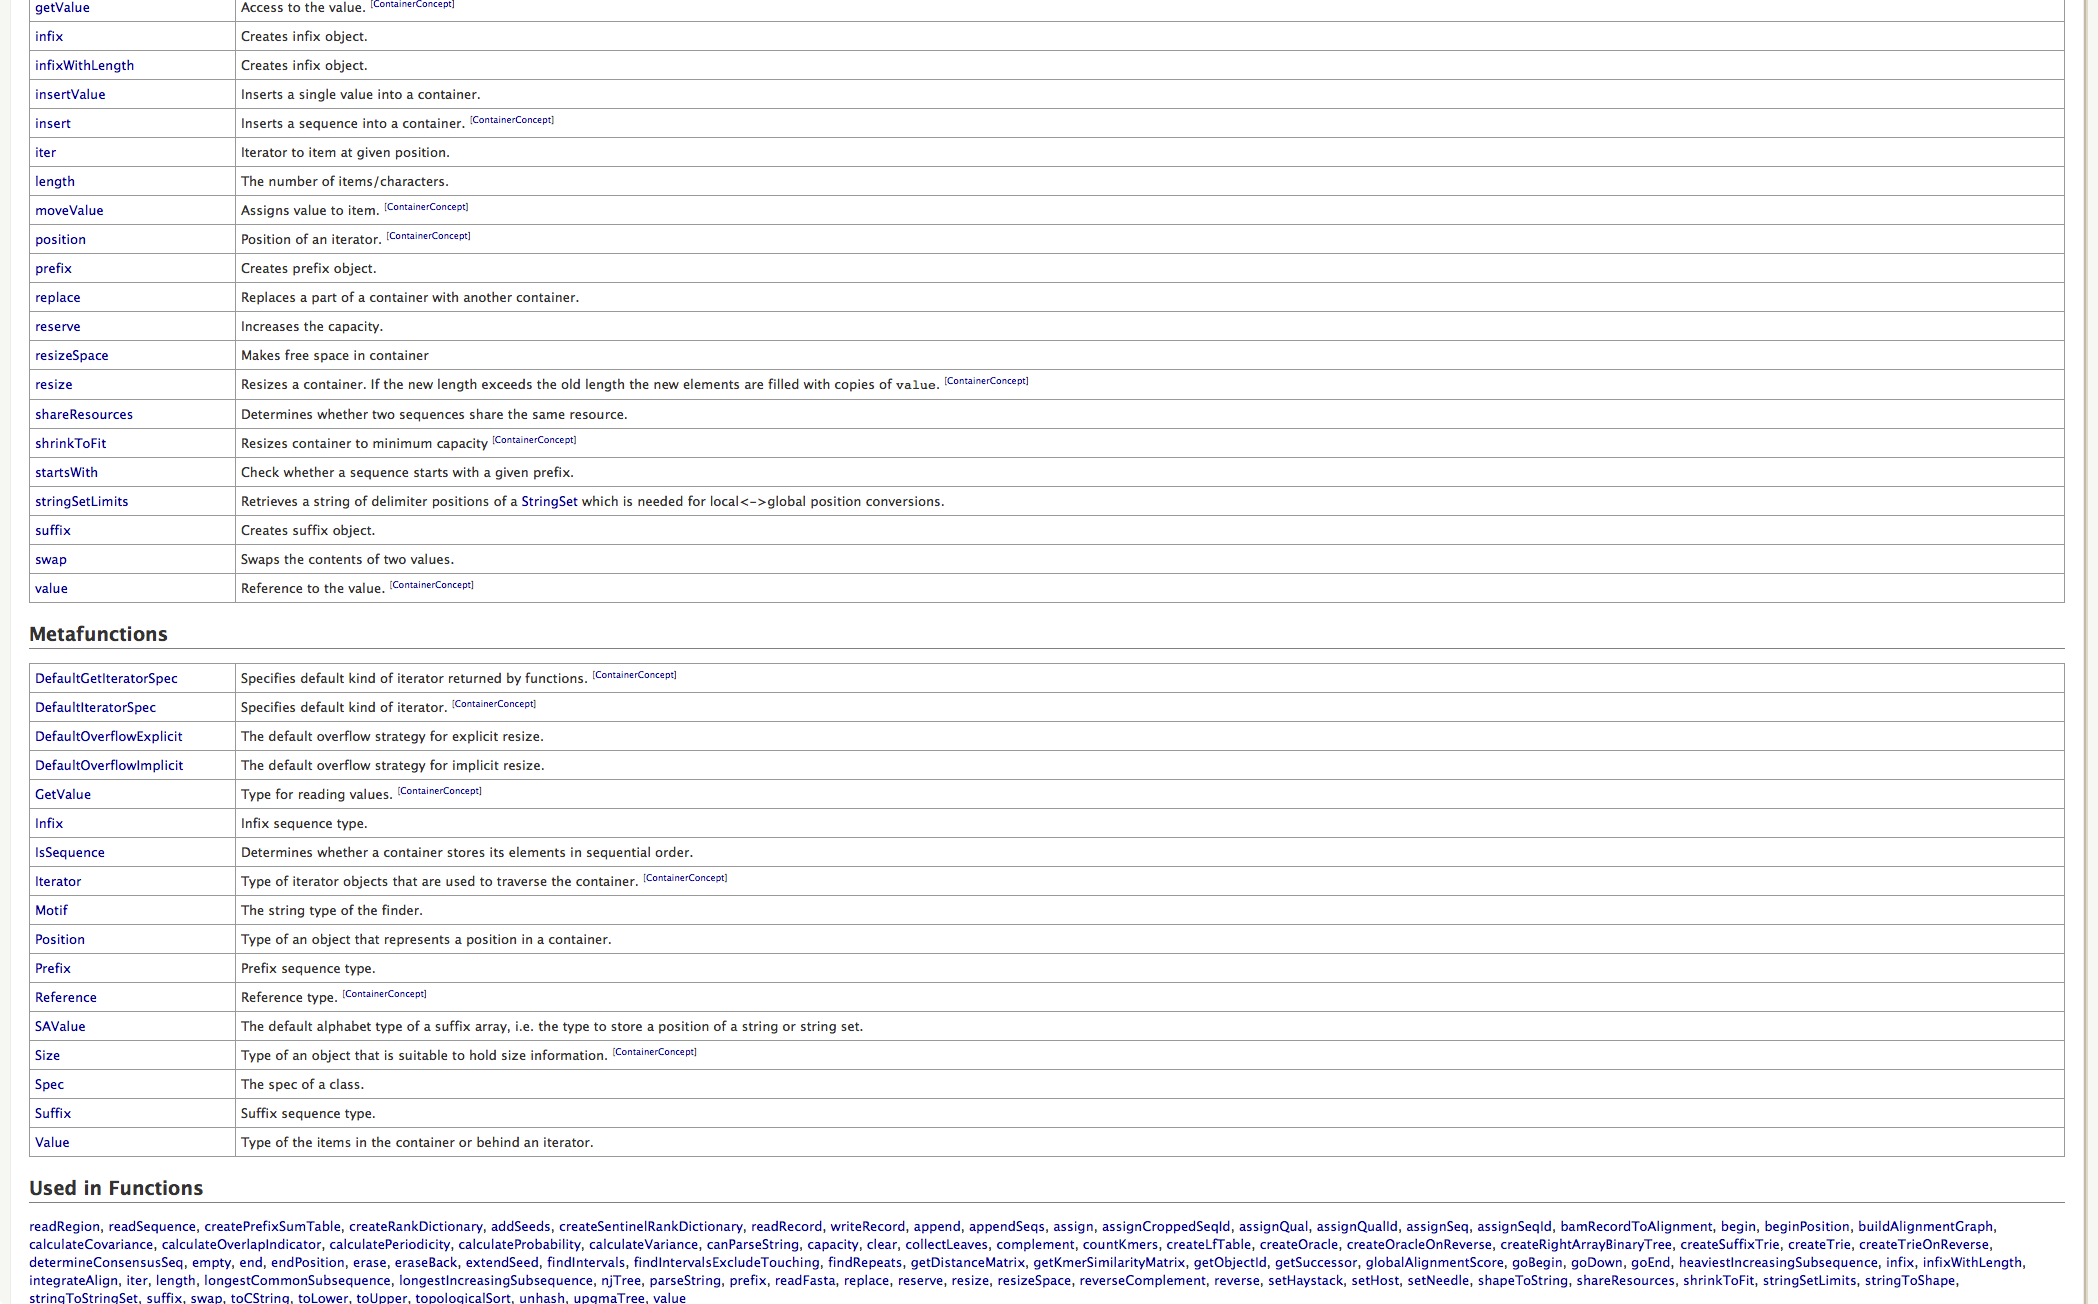 getValue Access to the value. [ContainerConcept]
infix Creates infix object.
infixWithLength Creates infix object.
insertValue Inserts a single value into a container.
insert Inserts a sequence into a container. [ContainerConcept]
iter Iterator to item at given position.
length The number of items/characters.
moveValue Assigns value to item. [ContainerConcept]
position Position of an iterator. [ContainerConcept]
prefix Creates prefix object.
replace Replaces a part of a container with another container.
reserve Increases the capacity.
resizeSpace Makes free space in container
resize Resizes a container. If the new length exceeds the old length the new elements are filled with copies of value. [ContainerConcept]
shareResources Determines whether two sequences share the same resource.
shrinkToFit Resizes container to minimum capacity [ContainerConcept]
startsWith Check whether a sequence starts with a given prefix.
stringSetLimits Retrieves a string of delimiter positions of a StringSet which is needed for local<->global position conversions.
suffix Creates suffix object.
swap Swaps the contents of two values.
value Reference to the value. [ContainerConcept]
Metafunctions
DefaultGetIteratorSpec Specifies default kind of iterator returned by functions. [ContainerConcept]
DefaultIteratorSpec Specifies default kind of iterator. [ContainerConcept]
DefaultOverflowExplicit The default overflow strategy for explicit resize.
DefaultOverflowImplicit The default overflow strategy for implicit resize.
GetValue Type for reading values. [ContainerConcept]
Infix Infix sequence type.
IsSequence Determines whether a container stores its elements in sequential order.
Iterator Type of iterator objects that are used to traverse the container. [ContainerConcept]
Motif The string type of the finder.
Position Type of an object that represents a position in a container.
Prefix Prefix sequence type.
Reference Reference type. [ContainerConcept]
SAValue The default alphabet type of a suffix array, i.e. the type to store a position of a string or string set.
Size Type of an object that is suitable to hold size information. [ContainerConcept]
Spec The spec of a class.
Suffix Suffix sequence type.
Value Type of the items in the container or behind an iterator.
Used in Functions
readRegion, readSequence, createPrefixSumTable, createRankDictionary, addSeeds, createSentinelRankDictionary, readRecord, writeRecord, append, appendSeqs, assign, assignCroppedSeqId, assignQual, assignQualId, assignSeq, assignSeqId, bamRecordToAlignment, begin, beginPosition, buildAlignmentGraph,
calculateCovariance, calculateOverlapIndicator, calculatePeriodicity, calculateProbability, calculateVariance, canParseString, capacity, clear, collectLeaves, complement, countKmers, createLfTable, createOracle, createOracleOnReverse, createRightArrayBinaryTree, createSuffixTrie, createTrie, createTrieOnReverse,
determineConsensusSeq, empty, end, endPosition, erase, eraseBack, extendSeed, findIntervals, findIntervalsExcludeTouching, findRepeats, getDistanceMatrix, getKmerSimilarityMatrix, getObjectId, getSuccessor, globalAlignmentScore, goBegin, goDown, goEnd, heaviestIncreasingSubsequence, infix, infixWithLength,
integrateAlign, iter, length, longestCommonSubsequence, longestIncreasingSubsequence, njTree, parseString, prefix, readFasta, replace, reserve, resize, resizeSpace, reverseComplement, reverse, setHaystack, setHost, setNeedle, shapeToString, shareResources, shrinkToFit, stringSetLimits, stringToShape,
stringToStringSet, suffix, swap, toCString, toLower, toUpper, topologicalSort, unhash, upgmaTree, value